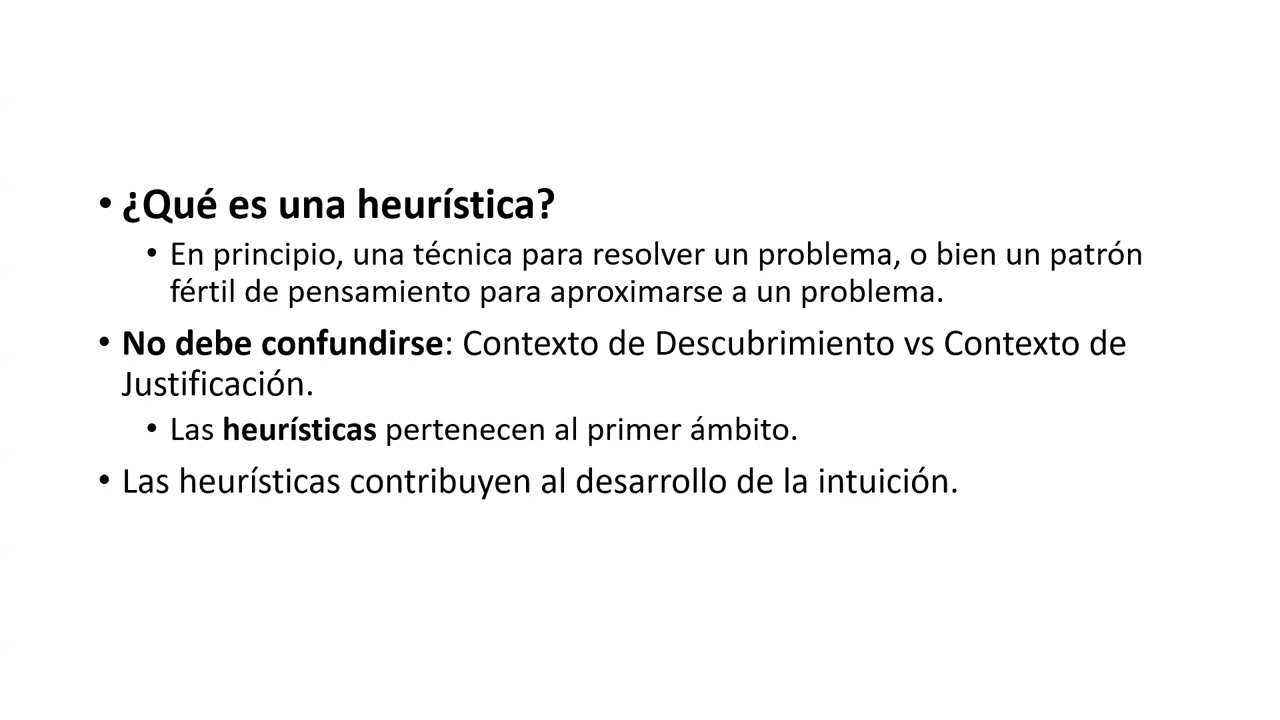 • ¿Qué es una heurística?
• En principio, una técnica para resolver un problema, o bien un patrón
fértil de pensamiento para aproximarse a un problema.
• No debe confundirse: Contexto de Descubrimiento vs Contexto de
Justificación.
• Las heurísticas pertenecen al primer ámbito.
• Las heurísticas contribuyen al desarrollo de la intuición.